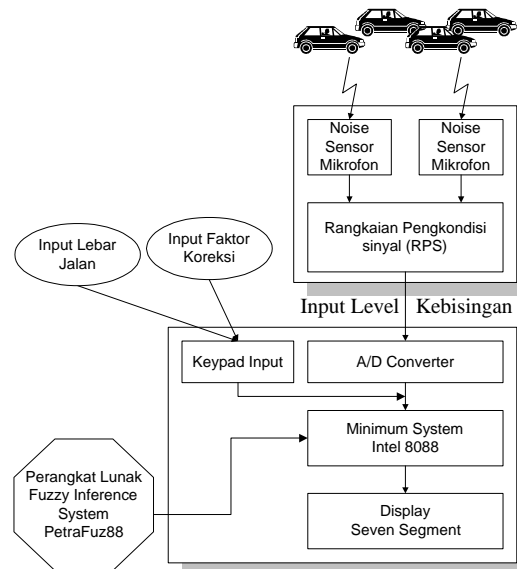 Noise
Sensor
Mikrofon
Noise
Sensor
Mikrofon
Rangkaian Pengkondisi
sinyal (RPS)
Input Lebar
Jalan
Input Faktor
Koreksi
Input Level Kebisingan
Keypad Input
A/D Converter
Minimum System
Intel 8088
Perangkat Lunak
Fuzzy Inference
System
PetraFuz88
Display
Seven Segment